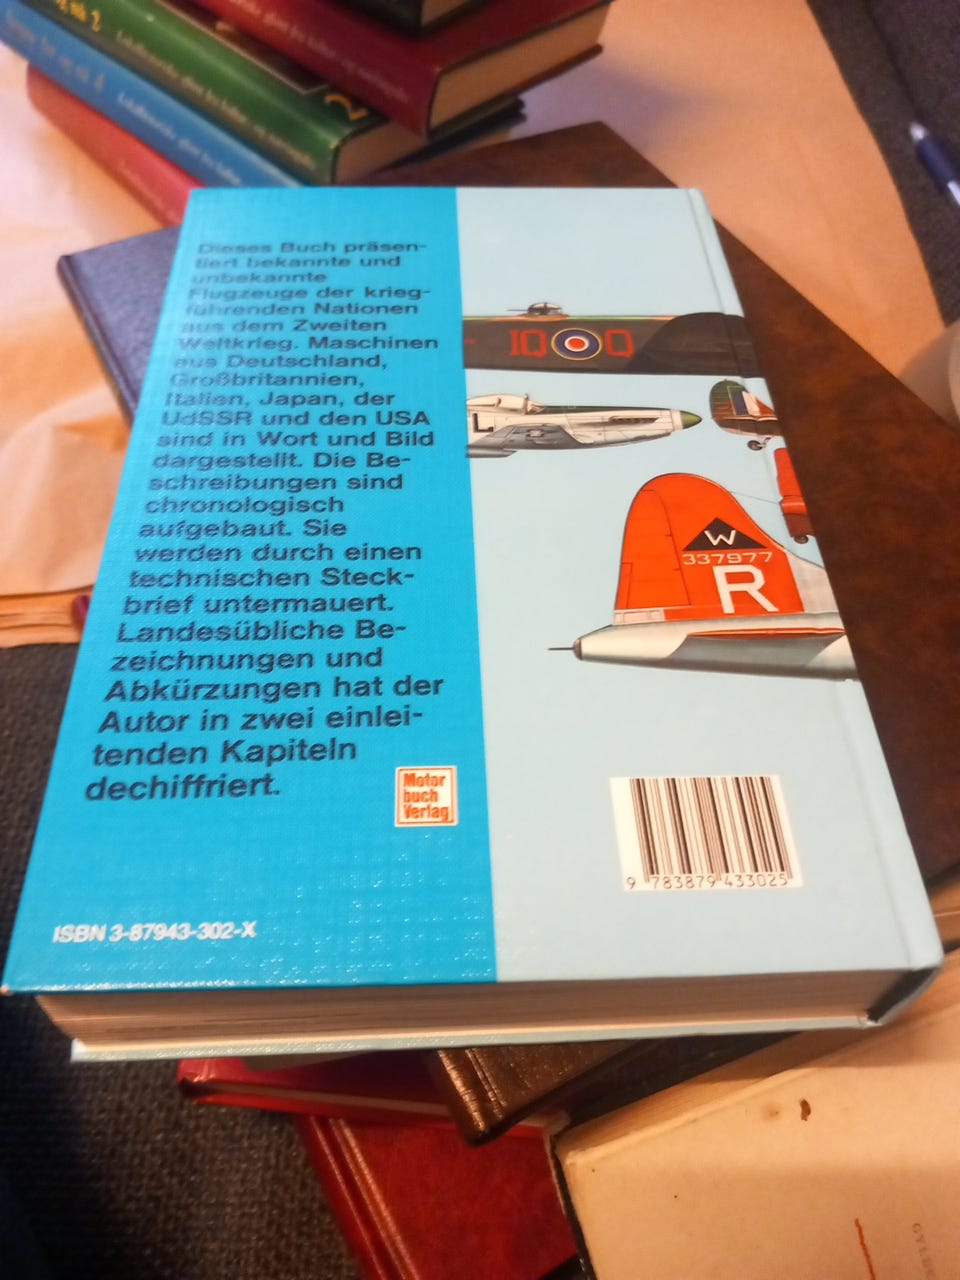 Dieses Buch präsen-
tiert bekannte und
unbekannte
Flugzeuge der krieg-
führenden Nationen
aus dem Zweiten
Weltkrieg. Maschinen
aus Deutschland,
Großbritannien,
Italien, Japan, der
UdSSR und den USA
sind in Wort und Bild
dargestellt. Die Be-
schreibungen sind
chronologisch
aufgebaut. Sie
werden durch einen
technischen Steck-
brief untermauert.
Landesübliche Be-
zeichnungen und
Abkürzungen hat der
Autor in zwei einlei-
tenden Kapiteln
dechiffriert.
Motor
buch
Verlag
ISBN 3-87943-302-X
IQ Q
L
W
337977
R
9 783879 433025